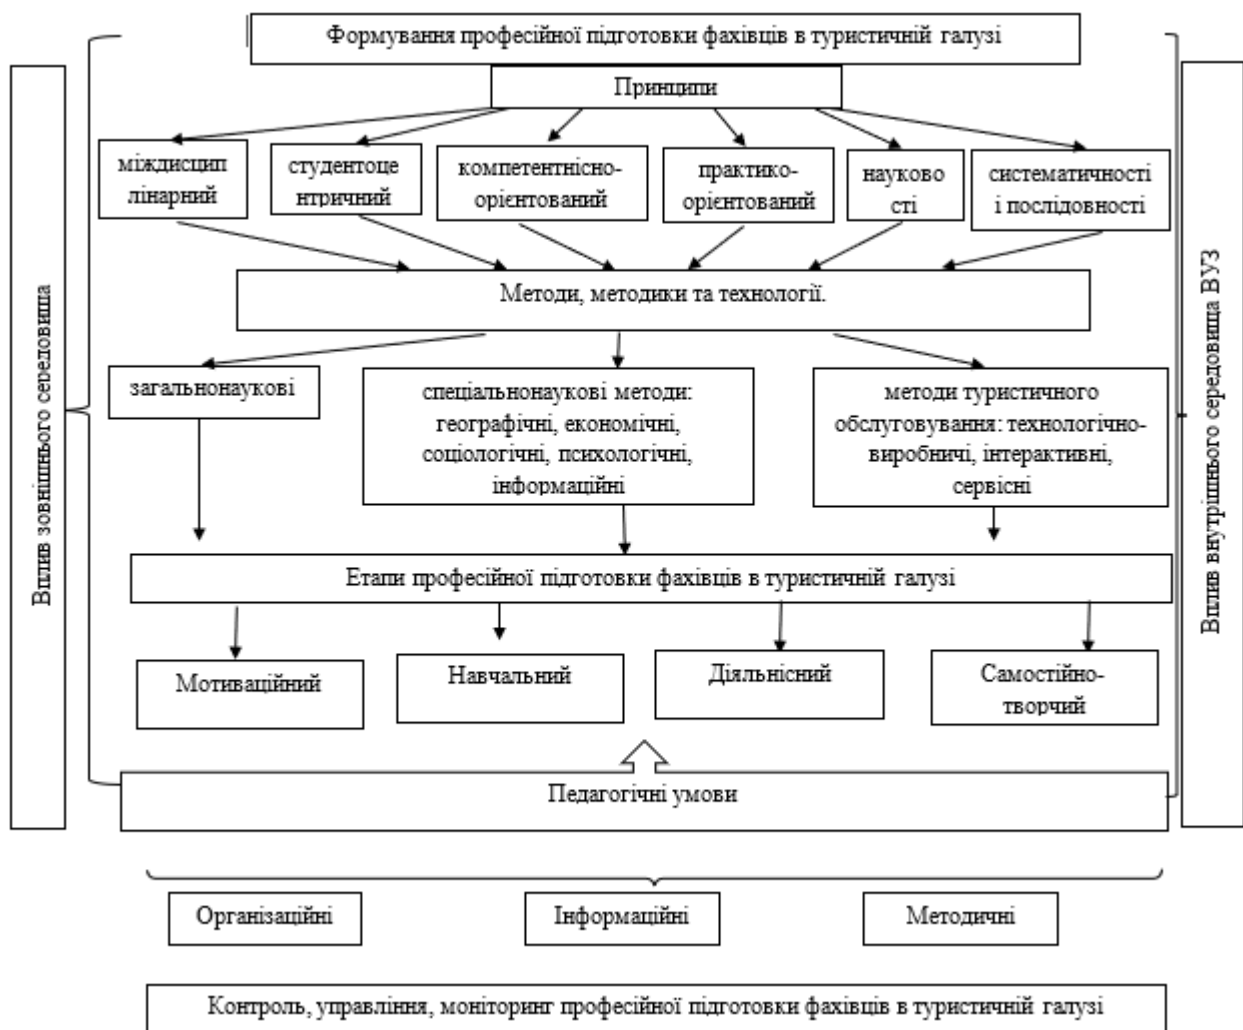 Формування професійної підготовки фахівців в туристичній галузі
Принципи
міждисцип
лінарний
студентоце
нтричний
компетентнісно-
орієнтований
практико-
орієнтований
науково
сті
систематичності
і послідовності
Методи, методики та технології.
загальнонаукові
спеціальнонаукові методи:
географічні, економічні,
соціологічні, психологічні,
інформаційні
методи туристичного
обслуговування: технологічно-
виробничі, інтерактивні,
сервісні
Етапи професійної підготовки фахівців в туристичній галузі
Мотиваційний
Навчальний
Діяльнісний
Самостійно-
творчий
Педагогічні умови
Організаційні
Інформаційні
Методичні
Контроль, управління, моніторинг професійної підготовки фахівців в туристичній галузі
Вплив зовнішнього середовища
Вплив внутрішнього середовища ВУЗ